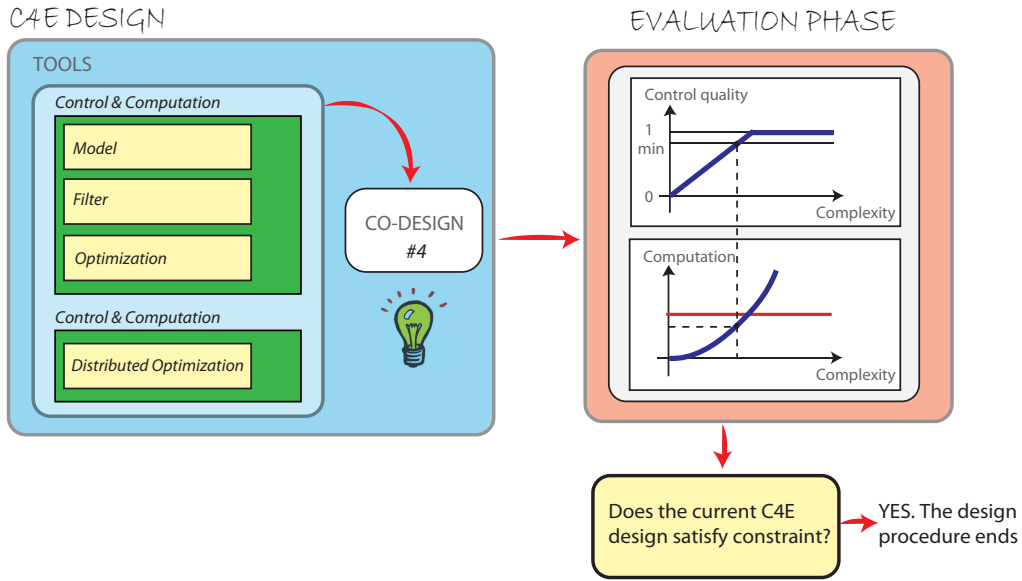 C4E DESIGN
TOOLS
Control & Computation
Model
Filter
Optimization
Control & Computation
Distributed Optimization
CO-DESIGN
#4
EVALUATION PHASE
Control quality
1
min
0
Complexity
Computation
Complexity
Does the current C4E
design satisfy constraint?
YES. The design
procedure ends